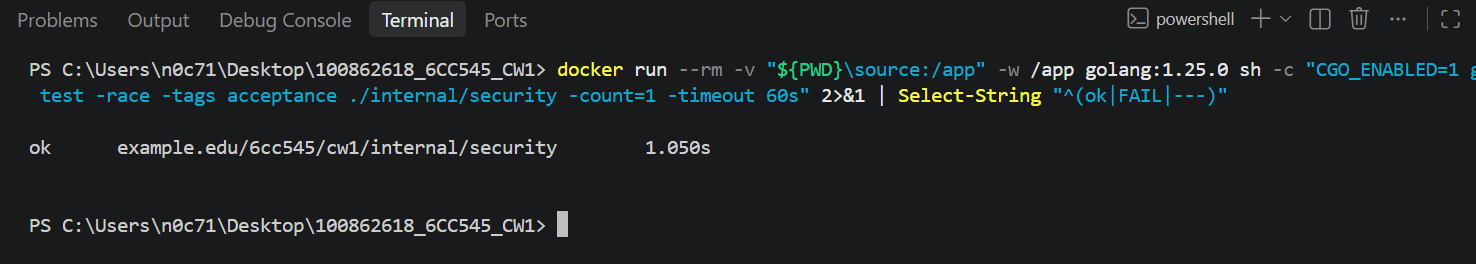 Problems Output Debug Console Terminal Ports powershell
PS C:\Users\n0c71\Desktop\100862618_6CC545_CW1> docker run --rm -v "${PWD}\source:/app" -w /app golang:1.25.0 sh -c "CGO_ENABLED=1 g
test -race -tags acceptance ./internal/security -count=1 -timeout 60s" 2>&1 | Select-String "^(ok|FAIL|---)"
ok example.edu/6cc545/cw1/internal/security 1.050s
PS C:\Users\n0c71\Desktop\100862618_6CC545_CW1>